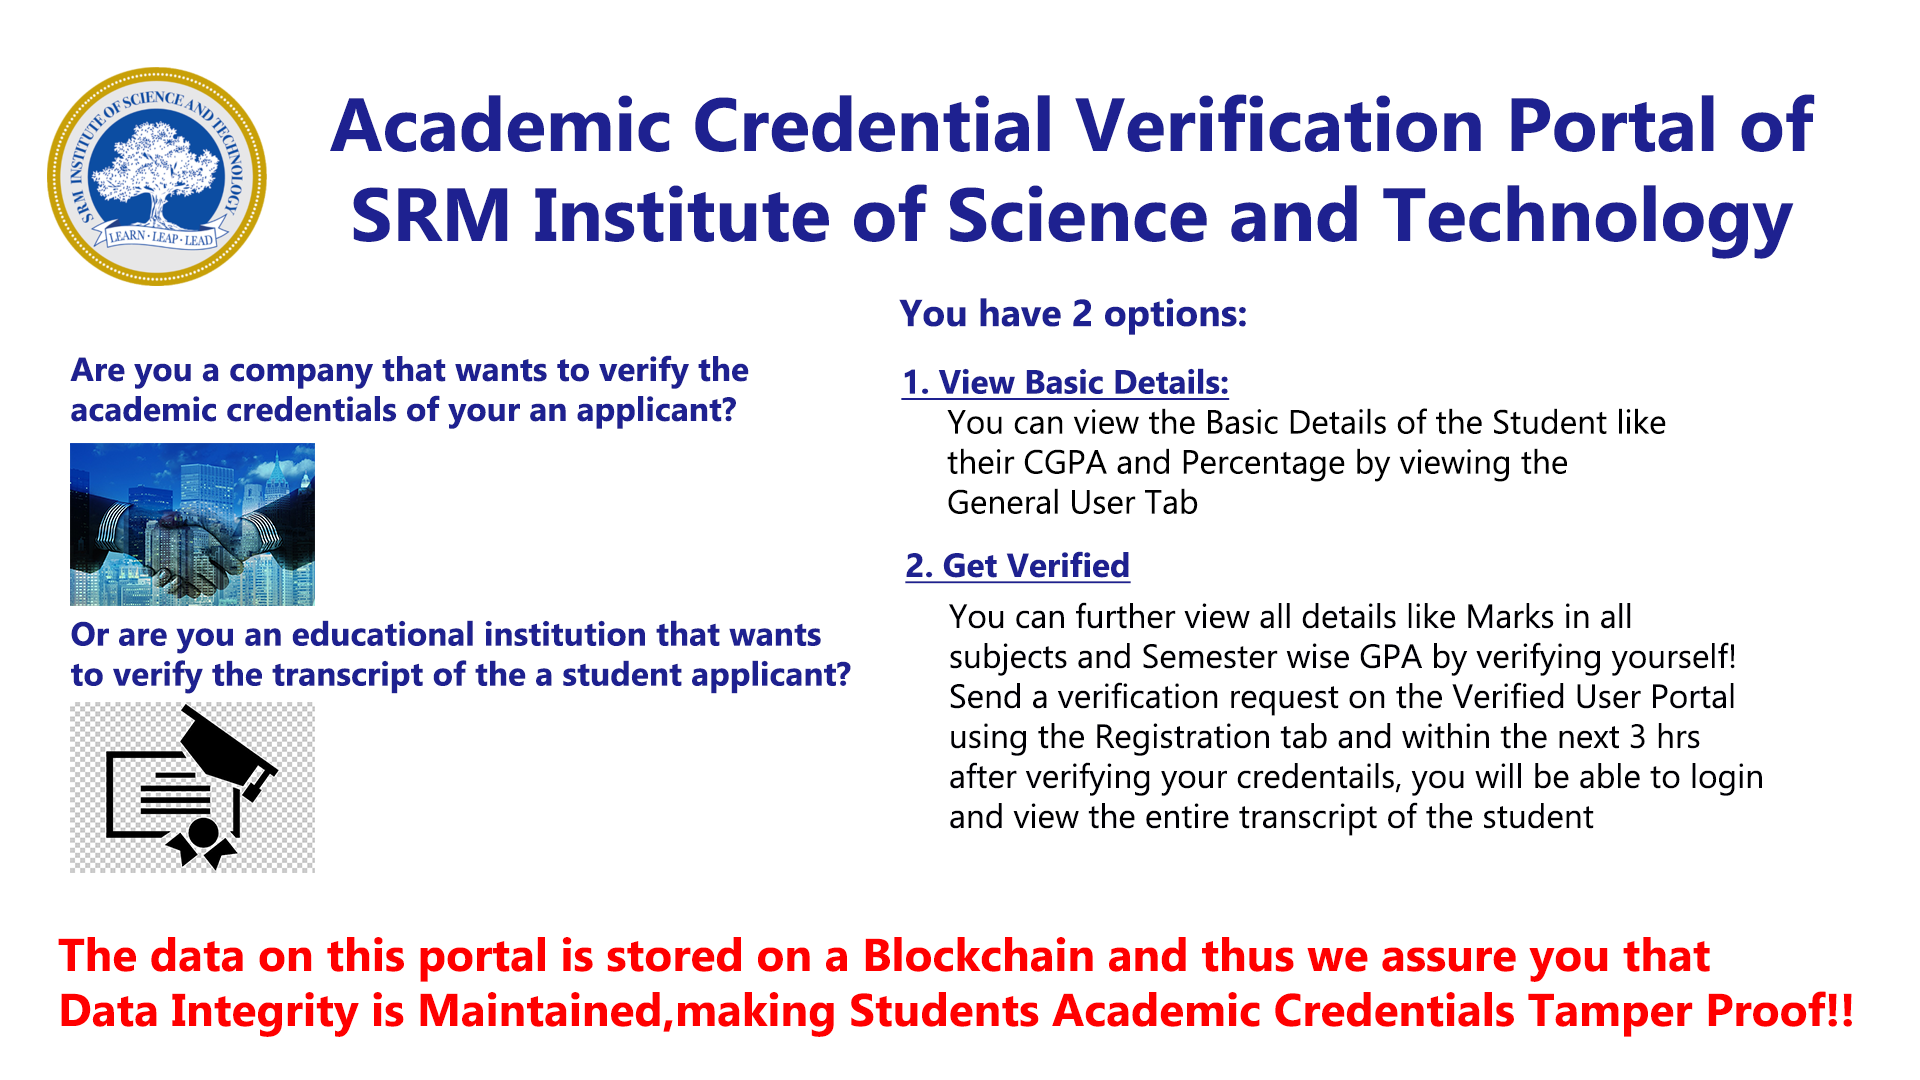 SRM INSTITUTE OF SCIENCE AND TECHNOLOGY
LEARN · LEAP · LEAD
Academic Credential Verification Portal of
SRM Institute of Science and Technology
Are you a company that wants to verify the
academic credentials of your an applicant?
Or are you an educational institution that wants
to verify the transcript of the a student applicant?
You have 2 options:
1. View Basic Details:
You can view the Basic Details of the Student like
their CGPA and Percentage by viewing the
General User Tab
2. Get Verified
You can further view all details like Marks in all
subjects and Semester wise GPA by verifying yourself!
Send a verification request on the Verified User Portal
using the Registration tab and within the next 3 hrs
after verifying your credentails, you will be able to login
and view the entire transcript of the student
The data on this portal is stored on a Blockchain and thus we assure you that
Data Integrity is Maintained,making Students Academic Credentials Tamper Proof!!